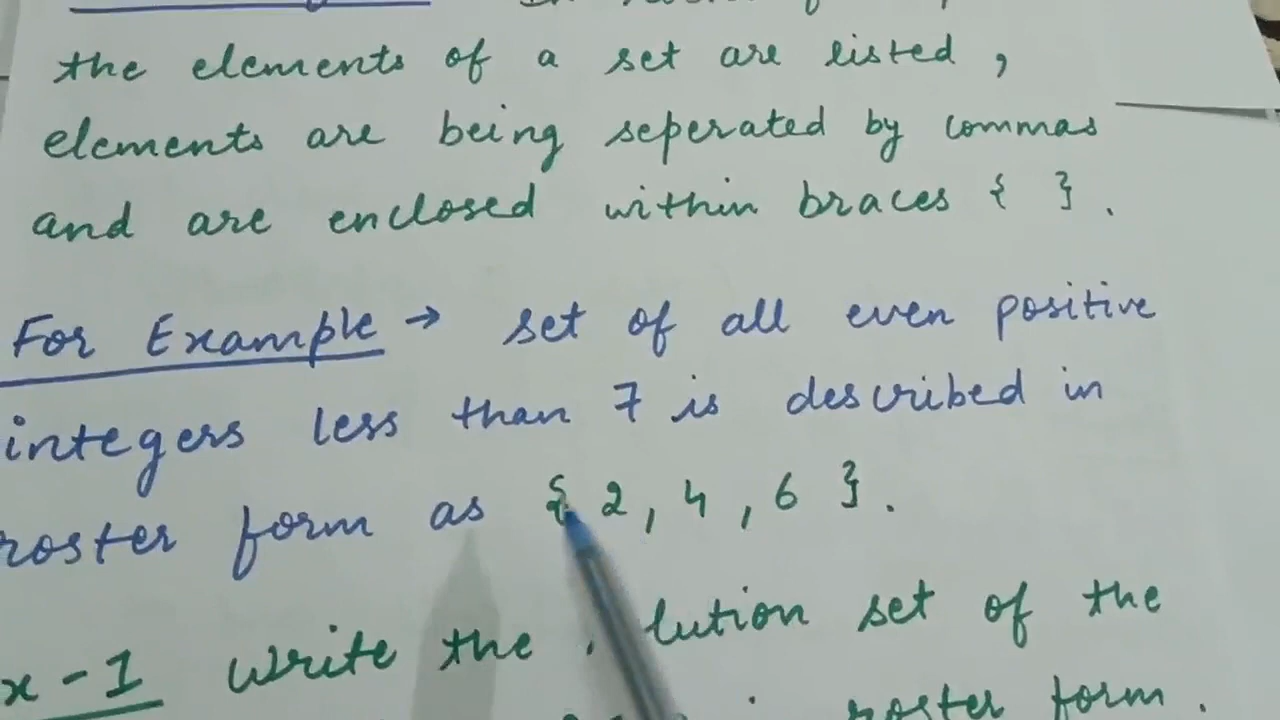 the elements of a set are listed,
elements are being seperated by commas
and are enclosed within braces { }.
For Example → set of all even positive
integers less than 7 is described in
roster form as { 2, 4, 6 }.
x-1 Write the lution set of the
roster form.